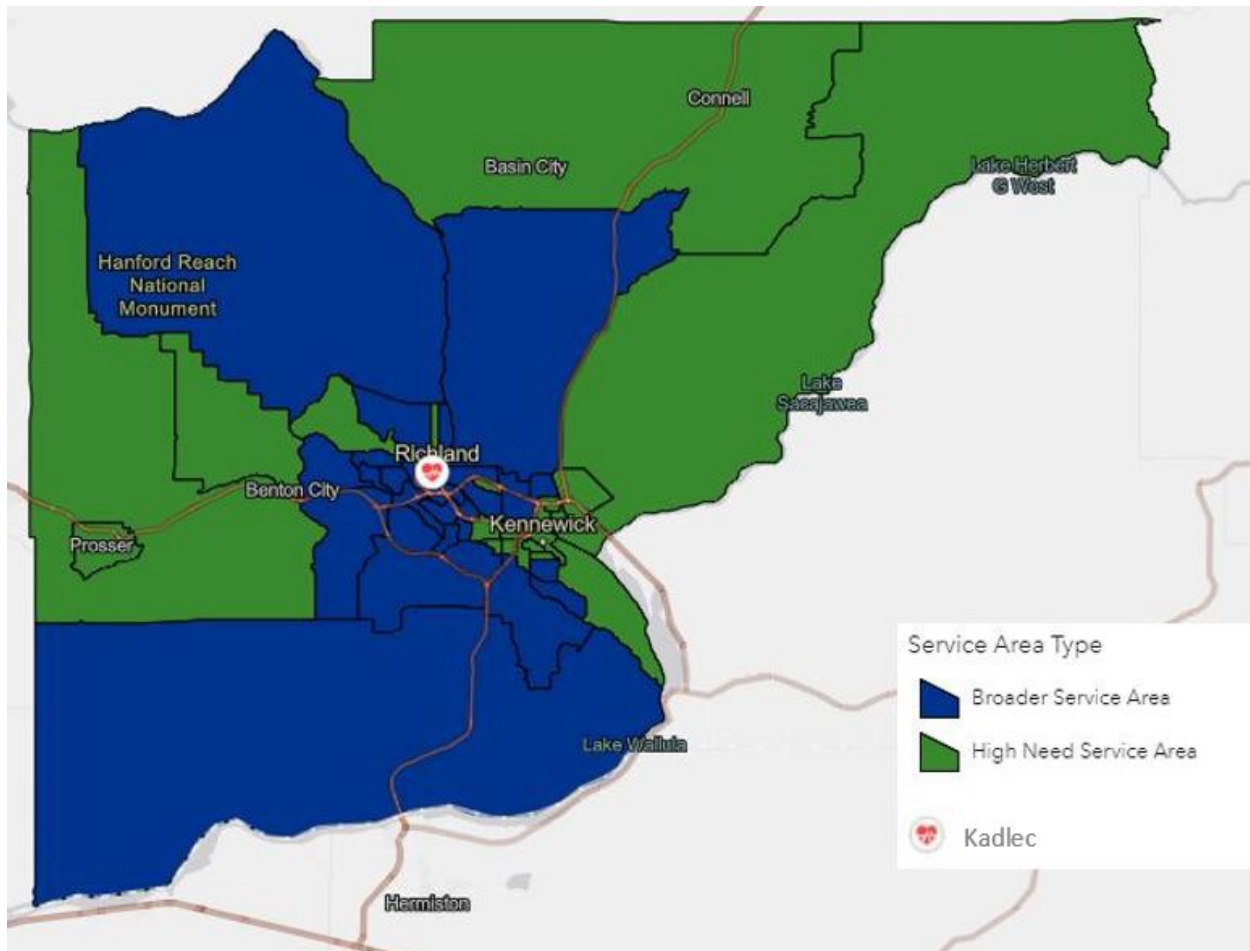 Connell
Basin City
Lake Herbert
G West
Hanford Reach
National
Monument
Lake
Sacajawea
Richland
Benton City
Kennewick
Prosser
Service Area Type
Broader Service Area
High Need Service Area
Lake Wallula
Kadlec
Hermiston